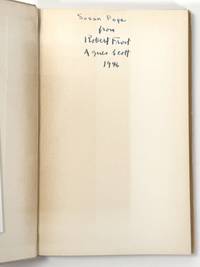 Susan Pope
from
Robert Frost
Agnes Scott
1946